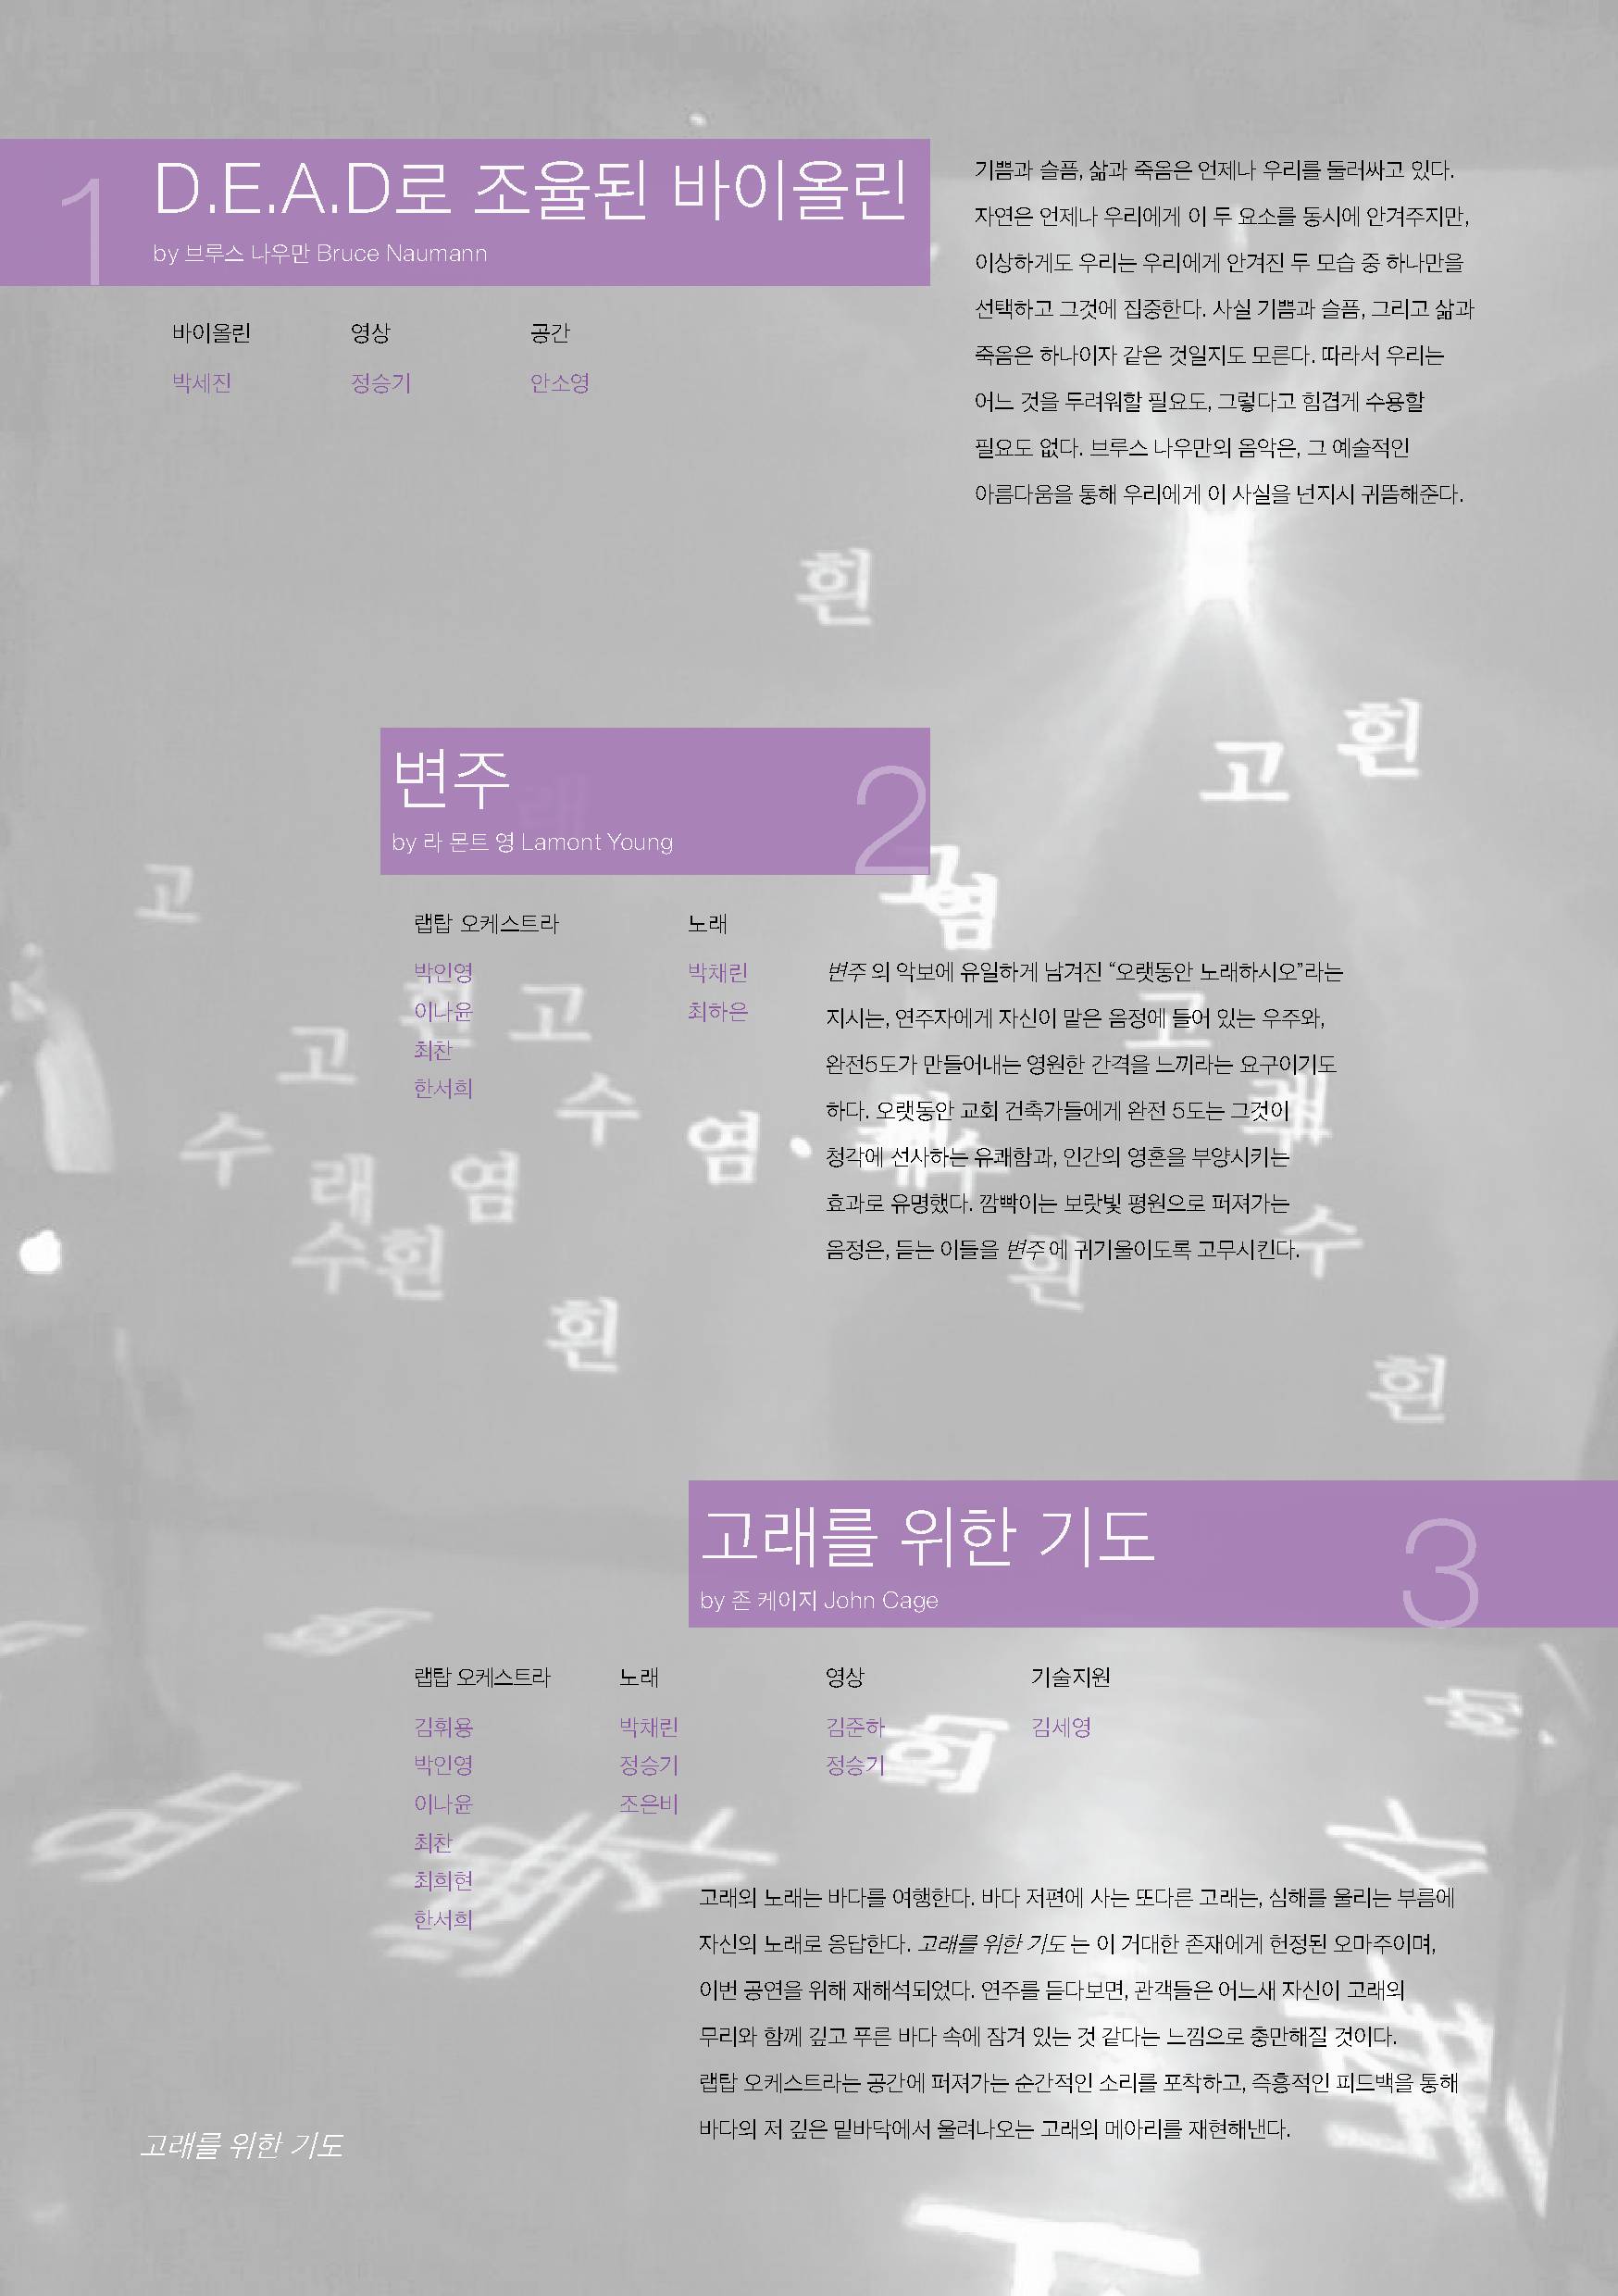 1
D.E.A.D로 조율된 바이올린
by 브루스 나우만 Bruce Naumann
바이올린 영상 공간
박세진 정승기 안소영
기쁨과 슬픔, 삶과 죽음은 언제나 우리를 둘러싸고 있다.
자연은 언제나 우리에게 이 두 요소를 동시에 안겨주지만,
이상하게도 우리는 우리에게 안겨진 두 모습 중 하나만을
선택하고 그것에 집중한다. 사실 기쁨과 슬픔, 그리고 삶과
죽음은 하나이자 같은 것일지도 모른다. 따라서 우리는
어느 것을 두려워할 필요도, 그렇다고 힘겹게 수용할
필요도 없다. 브루스 나우만의 음악은, 그 예술적인
아름다움을 통해 우리에게 이 사실을 넌지시 귀뜸해준다.
흰
흰
고
변주
2
by 라 몬트 영 Lamont Young
고
염
랩탑 오케스트라 노래
박인영 박채린
이나윤 최하은
최찬
한서희
변주 의 악보에 유일하게 남겨진 “오랫동안 노래하시오”라는
지시는, 연주자에게 자신이 맡은 음정에 들어 있는 우주와,
완전5도가 만들어내는 영원한 간격을 느끼라는 요구이기도
하다. 오랫동안 교회 건축가들에게 완전 5도는 그것이
청각에 선사하는 유쾌함과, 인간의 영혼을 부양시키는
효과로 유명했다. 깜빡이는 보랏빛 평원으로 퍼져가는
음정은, 듣는 이들을 변주 에 귀기울이도록 고무시킨다.
흰 고
고
고
수
수
염
래
염
수
수 흰
흰
흰
흰
고래를 위한 기도
3
by 존 케이지 John Cage
랩탑 오케스트라 노래 영상 기술지원
김휘용 박채린 김준하 김세영
박인영 정승기 정승기
이나윤 조은비
최찬
최희현
한서희
고래의 노래는 바다를 여행한다. 바다 저편에 사는 또다른 고래는, 심해를 울리는 부름에
자신의 노래로 응답한다. 고래를 위한 기도 는 이 거대한 존재에게 헌정된 오마주이며,
이번 공연을 위해 재해석되었다. 연주를 듣다보면, 관객들은 어느새 자신이 고래의
무리와 함께 깊고 푸른 바다 속에 잠겨 있는 것 같다는 느낌으로 충만해질 것이다.
랩탑 오케스트라는 공간에 퍼져가는 순간적인 소리를 포착하고, 즉흥적인 피드백을 통해
바다의 저 깊은 밑바닥에서 울려나오는 고래의 메아리를 재현해낸다.
고래를 위한 기도